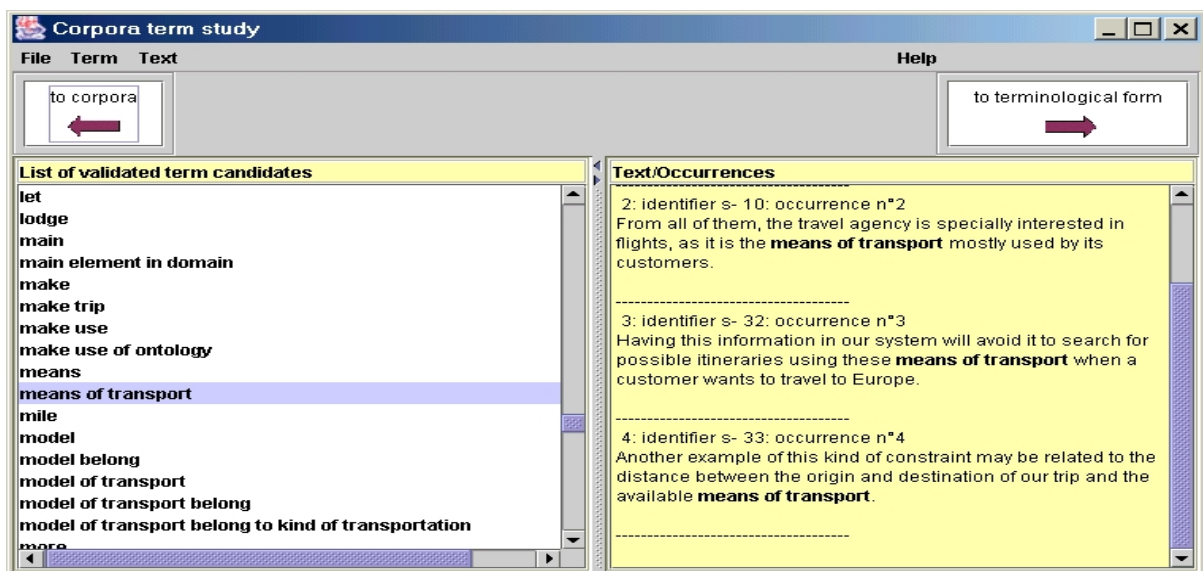 Corpora term study
File Term Text Help
to corpora
to terminological form
List of validated term candidates
let
lodge
main
main element in domain
make
make trip
make use
make use of ontology
means
means of transport
mile
model
model belong
model of transport
model of transport belong
model of transport belong to kind of transportation
more
Text/Occurrences
-------------------------------------
2: identifier s- 10: occurrence n°2
From all of them, the travel agency is specially interested in
flights, as it is the means of transport mostly used by its
customers.
-------------------------------------
3: identifier s- 32: occurrence n°3
Having this information in our system will avoid it to search for
possible itineraries using these means of transport when a
customer wants to travel to Europe.
-------------------------------------
4: identifier s- 33: occurrence n°4
Another example of this kind of constraint may be related to the
distance between the origin and destination of our trip and the
available means of transport.
-------------------------------------